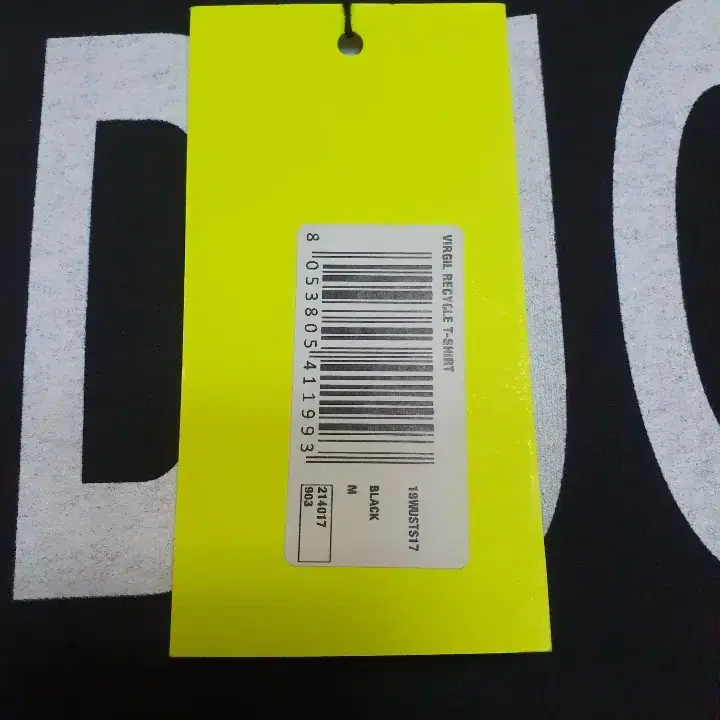 VIRGIL RECYCLE T-SHIRT
8 053805 411993
19WUSTS17
BLACK
M
214017
903